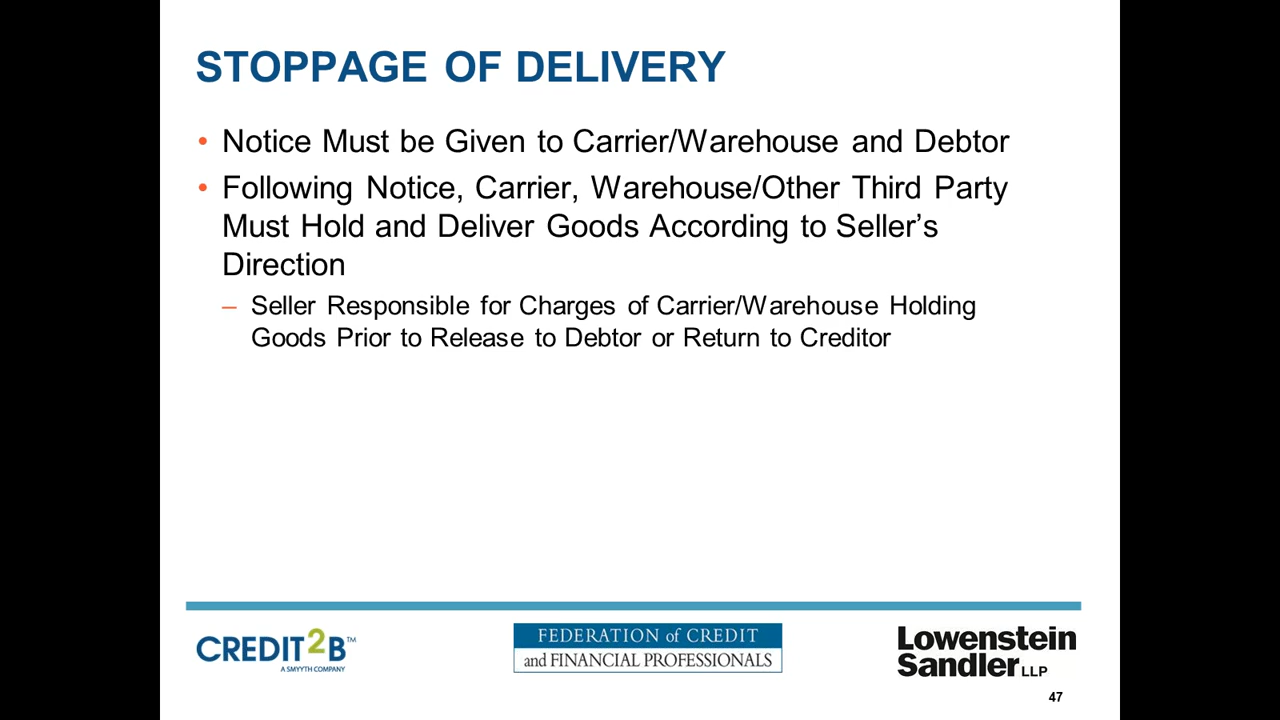 STOPPAGE OF DELIVERY
• Notice Must be Given to Carrier/Warehouse and Debtor
• Following Notice, Carrier, Warehouse/Other Third Party
Must Hold and Deliver Goods According to Seller’s
Direction
– Seller Responsible for Charges of Carrier/Warehouse Holding
Goods Prior to Release to Debtor or Return to Creditor
CREDIT2B™
A SMYYTH COMPANY
FEDERATION of CREDIT
and FINANCIAL PROFESSIONALS
Lowenstein
Sandler LLP
47